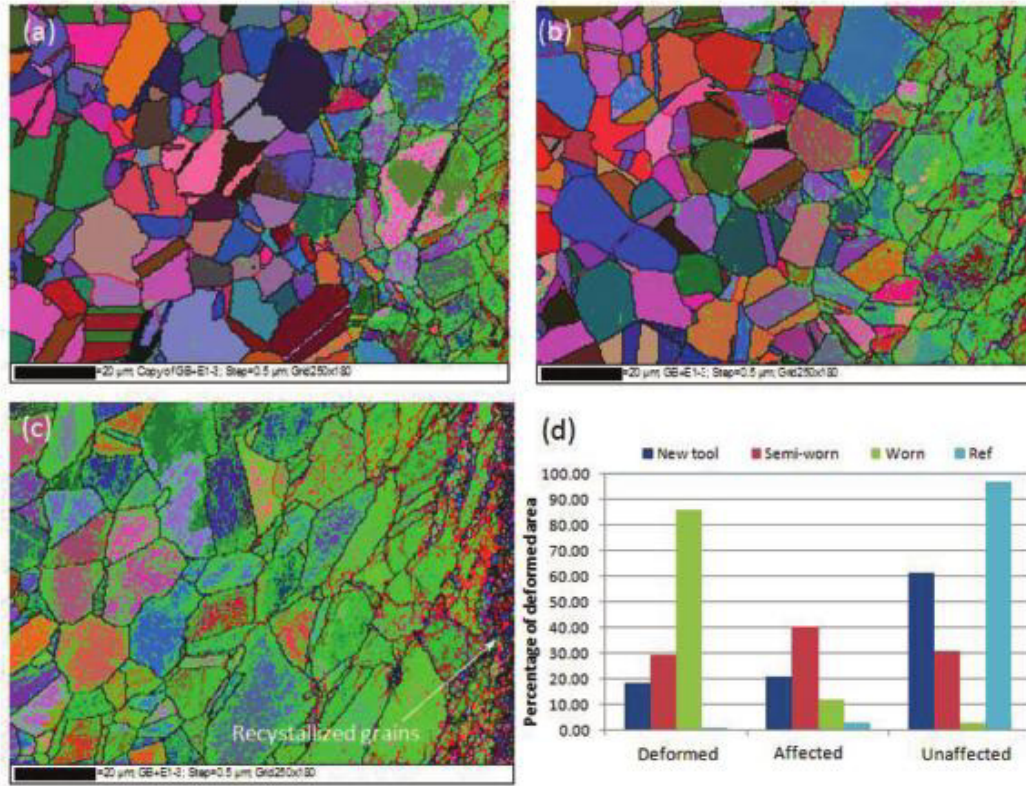 (a)
=20 µm; CopyofGB+E1-3; Step=0.5 µm; Grid250x180
(b)
=20 µm; GB+E1-3; Step=0.5 µm; Grid250x180
(c)
Recystallized grains
=20 µm; GB+E1-3; Step=0.5 µm; Grid250x180
(d)
New tool Semi-worn Worn Ref
Percentage of deformed area
100.00
90.00
80.00
70.00
60.00
50.00
40.00
30.00
20.00
10.00
0.00
Deformed Affected Unaffected